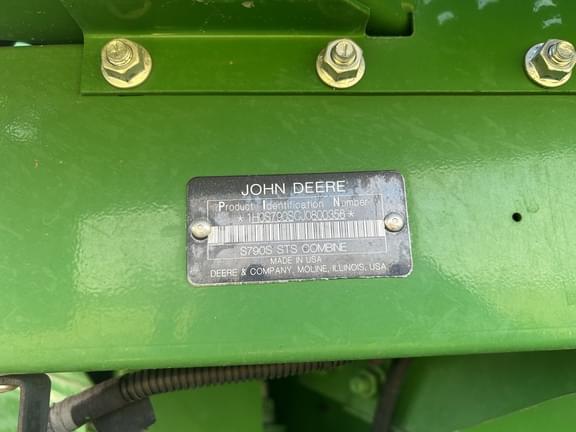 JOHN DEERE
Product Identification Number
*1H0S790SCJ0800356*
S790S STS COMBINE
MADE IN USA
DEERE & COMPANY, MOLINE, ILLINOIS, USA